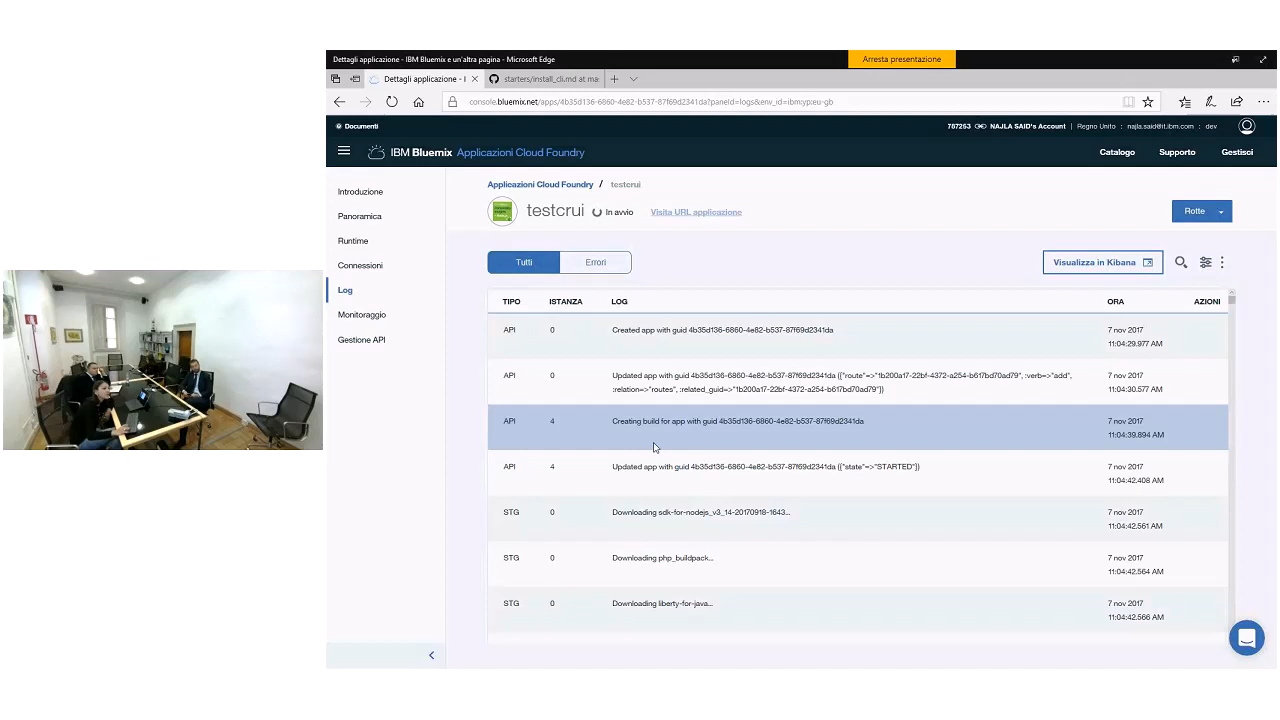 Dettagli applicazione - IBM Bluemix e un'altra pagina - Microsoft Edge
Arresta presentazione
Dettagli applicazione - I
starters/install_cli.md at ma
console.bluemix.net/apps/4b35d136-6860-4e82-b537-87f69d2341da?paneId=logs&env_id=ibm:yp:eu-gb
Documenti
787253 NAJLA SAID's Account | Regno Unito : najla.said@it.ibm.com : dev
IBM Bluemix Applicazioni Cloud Foundry
Catalogo Supporto Gestisci
Introduzione
Panoramica
Runtime
Connessioni
Log
Monitoraggio
Gestione API
Applicazioni Cloud Foundry / testcrui
testcrui In avvio Visita URL applicazione
Rotte
Tutti Errori
Visualizza in Kibana
TIPO ISTANZA LOG ORA AZIONI
API 0 Created app with guid 4b35d136-6860-4e82-b537-87f69d2341da 7 nov 2017
11:04:29.977 AM
API 0 Updated app with guid 4b35d136-6860-4e82-b537-87f69d2341da ({"route"=>"1b200a17-22bf-4372-a254-b617bd70ad79", :verb=>"add", 7 nov 2017
:relation=>"routes", :related_guid=>"1b200a17-22bf-4372-a254-b617bd70ad79"}) 11:04:30.577 AM
API 4 Creating build for app with guid 4b35d136-6860-4e82-b537-87f69d2341da 7 nov 2017
11:04:39.894 AM
API 4 Updated app with guid 4b35d136-6860-4e82-b537-87f69d2341da ({"state"=>"STARTED"}) 7 nov 2017
11:04:42.408 AM
STG 0 Downloading sdk-for-nodejs_v3_14-20170918-1643... 7 nov 2017
11:04:42.561 AM
STG 0 Downloading php_buildpack... 7 nov 2017
11:04:42.564 AM
STG 0 Downloading liberty-for-java... 7 nov 2017
11:04:42.566 AM